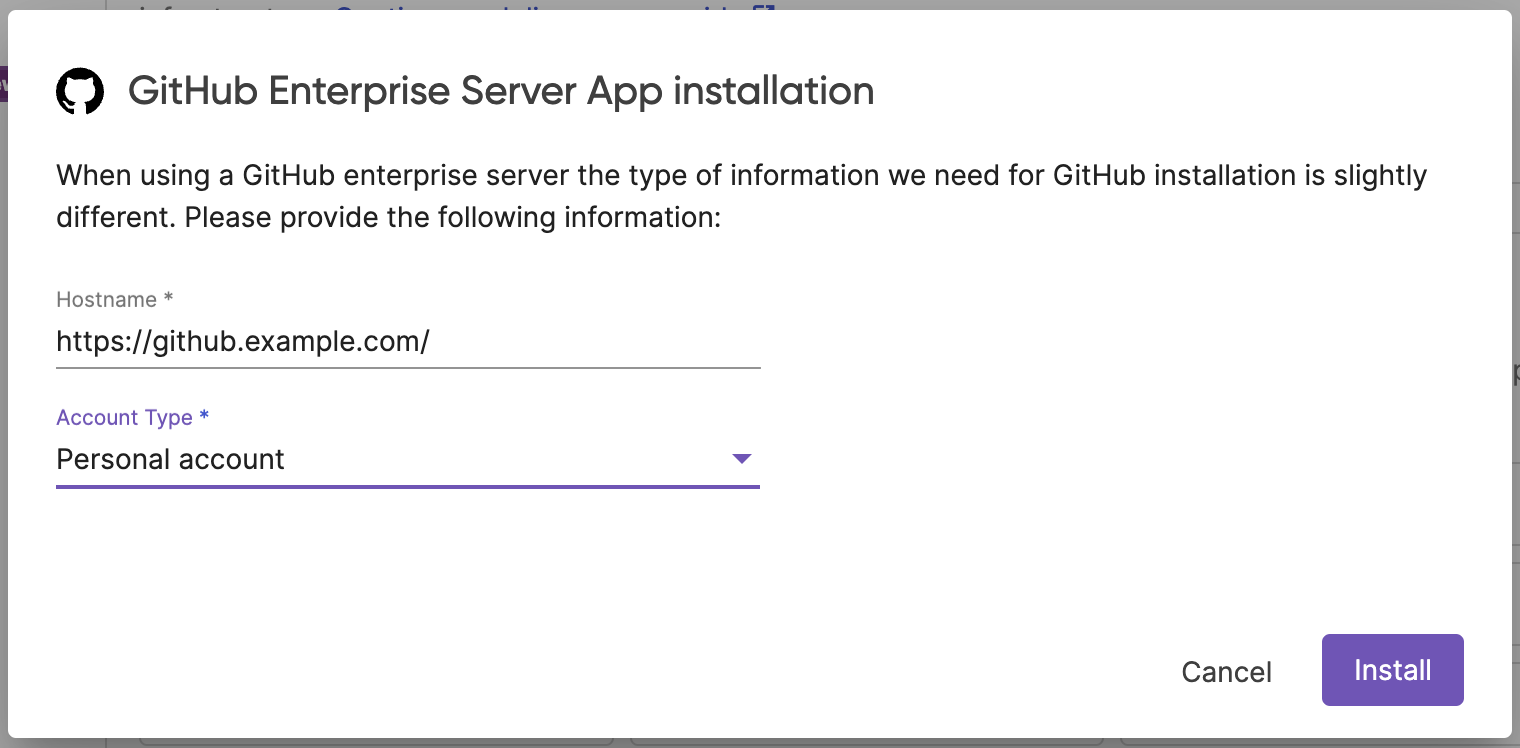 GitHub Enterprise Server App installation
When using a GitHub enterprise server the type of information we need for GitHub installation is slightly
different. Please provide the following information:
Hostname *
https://github.example.com/
Account Type *
Personal account
Cancel
Install